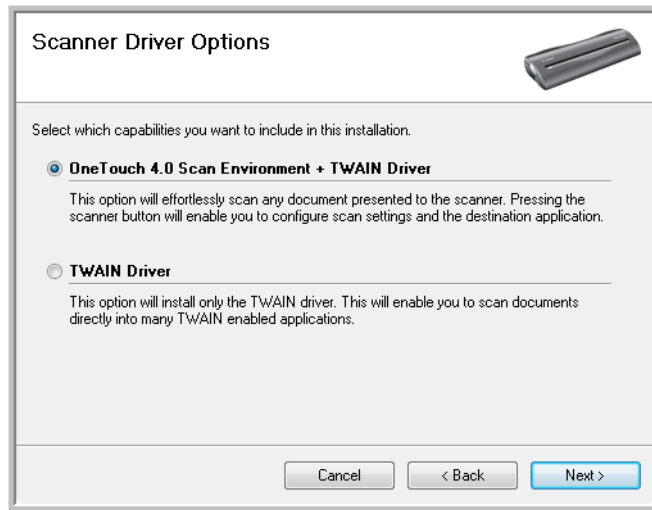 Scanner Driver Options
Select which capabilities you want to include in this installation.
OneTouch 4.0 Scan Environment + TWAIN Driver
This option will effortlessly scan any document presented to the scanner. Pressing the
scanner button will enable you to configure scan settings and the destination application.
TWAIN Driver
This option will install only the TWAIN driver. This will enable you to scan documents
directly into many TWAIN enabled applications.
Cancel
< Back
Next >